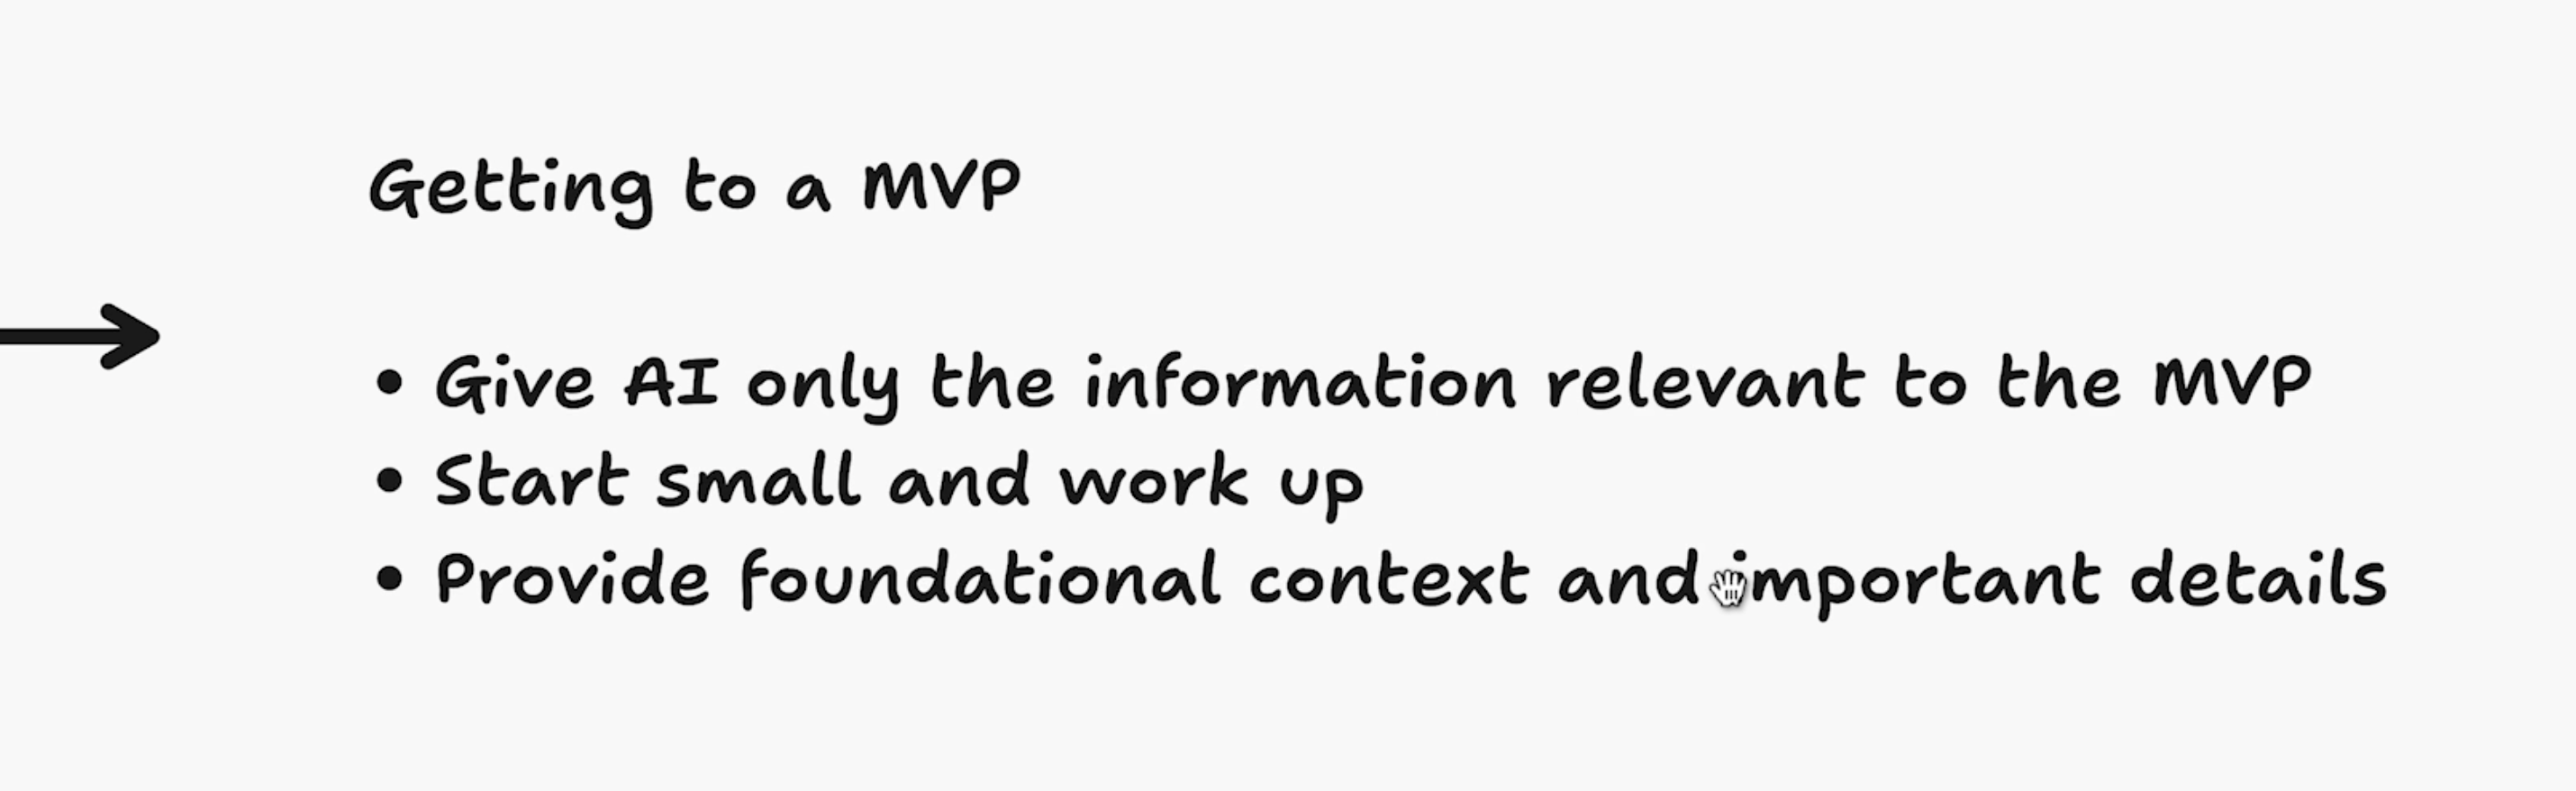 Getting to a MVP
• Give AI only the information relevant to the MVP
• Start small and work up
• Provide foundational context and important details